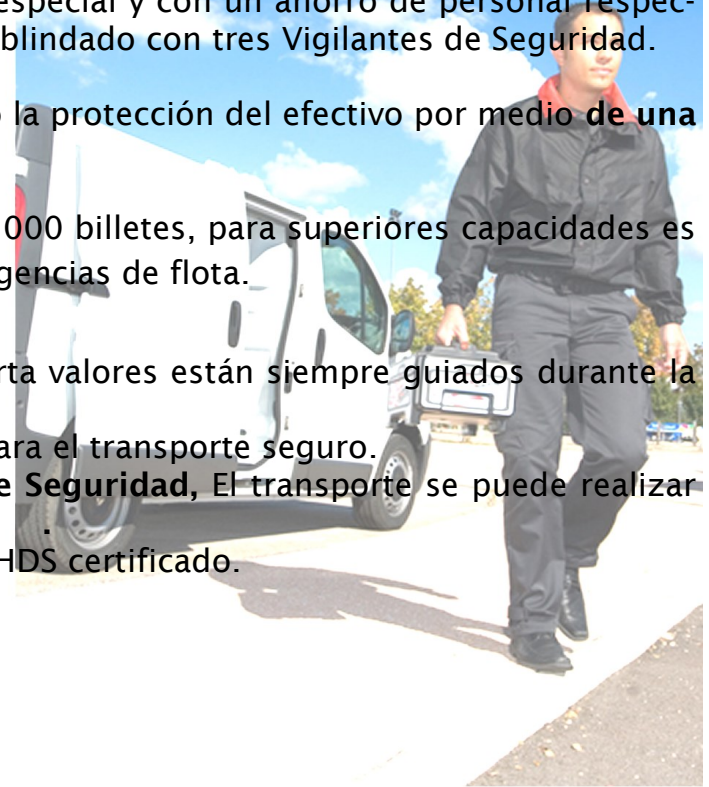 especial y con un ahorro de personal respec-
blindado con tres Vigilantes de Seguridad.
la protección del efectivo por medio de una
000 billetes, para superiores capacidades es
gencias de flota.
rta valores están siempre guiados durante la
ara el transporte seguro.
e Seguridad, El transporte se puede realizar
.
HDS certificado.